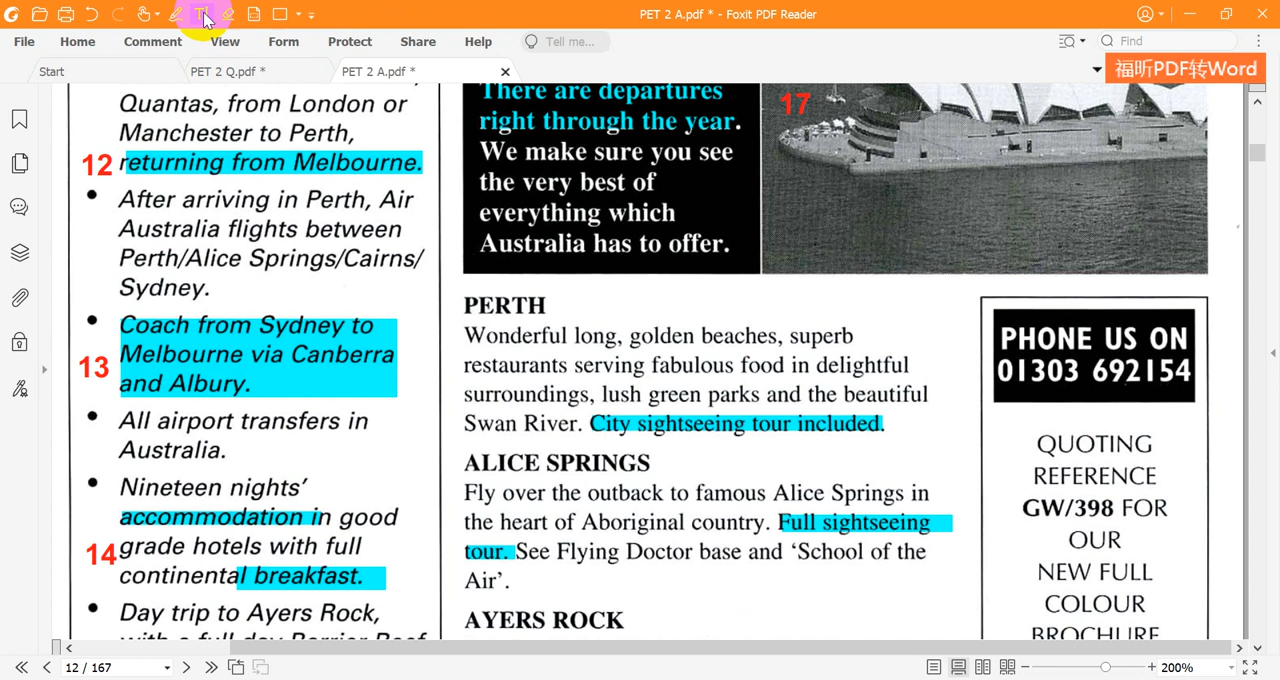 PET 2 A.pdf * - Foxit PDF Reader
File Home Comment View Form Protect Share Help Tell me... Find
Start PET 2 Q.pdf * PET 2 A.pdf *
福昕PDF转Word
Quantas, from London or
Manchester to Perth,
12 returning from Melbourne.
• After arriving in Perth, Air
Australia flights between
Perth/Alice Springs/Cairns/
Sydney.
• Coach from Sydney to
13 Melbourne via Canberra
and Albury.
• All airport transfers in
Australia.
• Nineteen nights'
accommodation in good
14 grade hotels with full
continental breakfast.
• Day trip to Ayers Rock,
with a full day Barrier Reef
There are departures
right through the year.
We make sure you see
the very best of
everything which
Australia has to offer.
17
PERTH
Wonderful long, golden beaches, superb
restaurants serving fabulous food in delightful
surroundings, lush green parks and the beautiful
Swan River. City sightseeing tour included.
ALICE SPRINGS
Fly over the outback to famous Alice Springs in
the heart of Aboriginal country. Full sightseeing
tour. See Flying Doctor base and 'School of the
Air'.
AYERS ROCK
PHONE US ON
01303 692154
QUOTING
REFERENCE
GW/398 FOR
OUR
NEW FULL
COLOUR
BROCHURE
12 / 167
200%